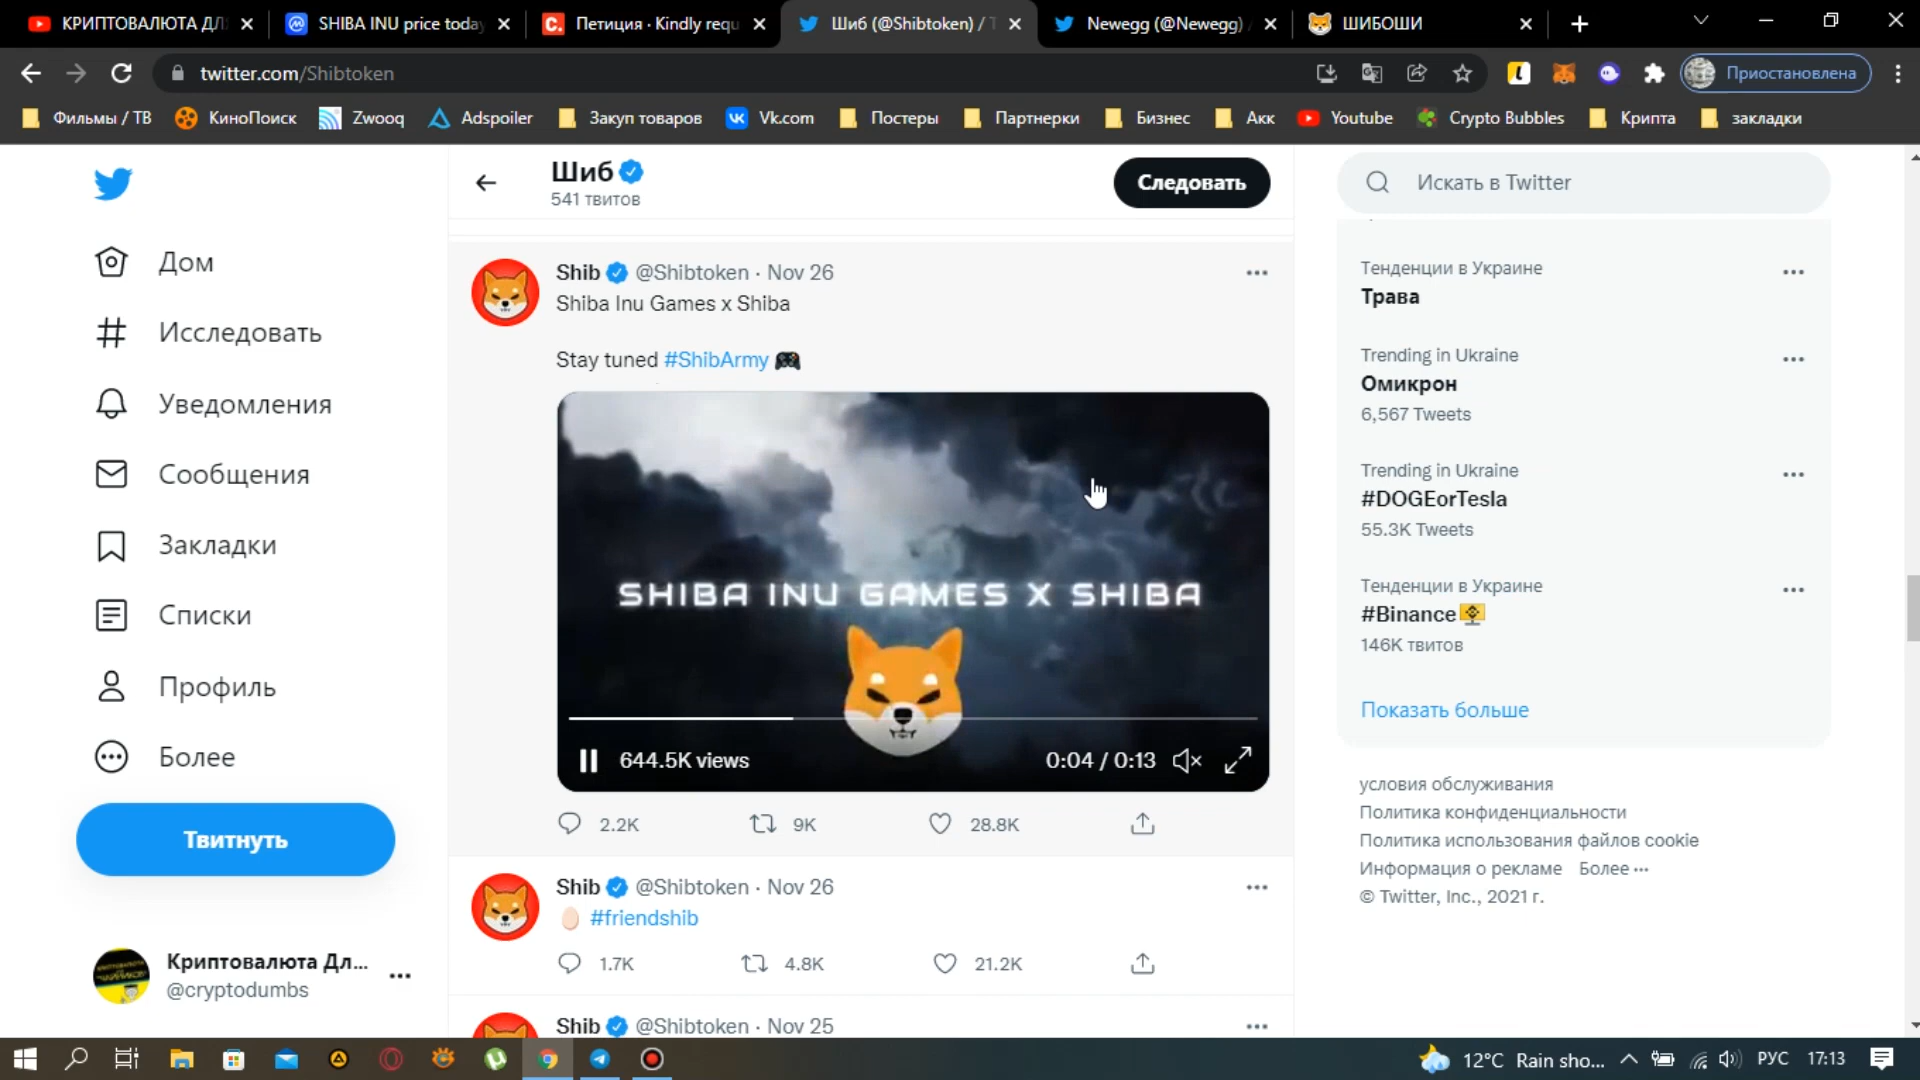 КРИПТОВАЛЮТА ДЛ
SHIBA INU price today
Петиция · Kindly requ
Шиб (@Shibtoken) / T
Newegg (@Newegg) /
ШИБОШИ
twitter.com/Shibtoken
Приостановлена
Фильмы / ТВ
КиноПоиск
Zwooq
Adspoiler
Закуп товаров
Vk.com
Постеры
Партнерки
Бизнес
Акк
Youtube
Crypto Bubbles
Крипта
закладки
Дом
Исследовать
Уведомления
Сообщения
Закладки
Списки
Профиль
Более
Твитнуть
Криптовалюта Дл...
@cryptodumbs
Шиб
541 твитов
Следовать
Shib @Shibtoken · Nov 26
Shiba Inu Games x Shiba
Stay tuned #ShibArmy
SHIBA INU GAMES X SHIBA
644.5K views
0:04 / 0:13
2.2K
9K
28.8K
Shib @Shibtoken · Nov 26
#friendshib
1.7K
4.8K
21.2K
Shib @Shibtoken · Nov 25
Искать в Twitter
Тенденции в Украине
Трава
Trending in Ukraine
Омикрон
6,567 Tweets
Trending in Ukraine
#DOGEorTesla
55.3K Tweets
Тенденции в Украине
#Binance
146K твитов
Показать больше
условия обслуживания
Политика конфиденциальности
Политика использования файлов cookie
Информация о рекламе Более ···
© Twitter, Inc., 2021 г.
12°C Rain sho...
РУС
17:13